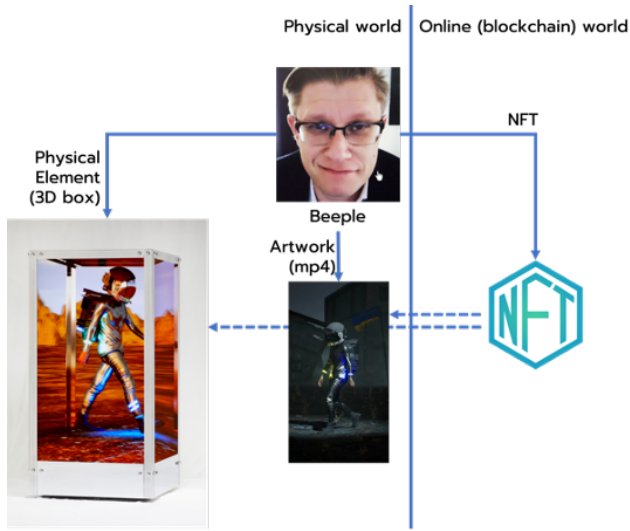 Physical world
Online (blockchain) world
NFT
Physical
Element
(3D box)
Beeple
Artwork
(mp4)
NFT